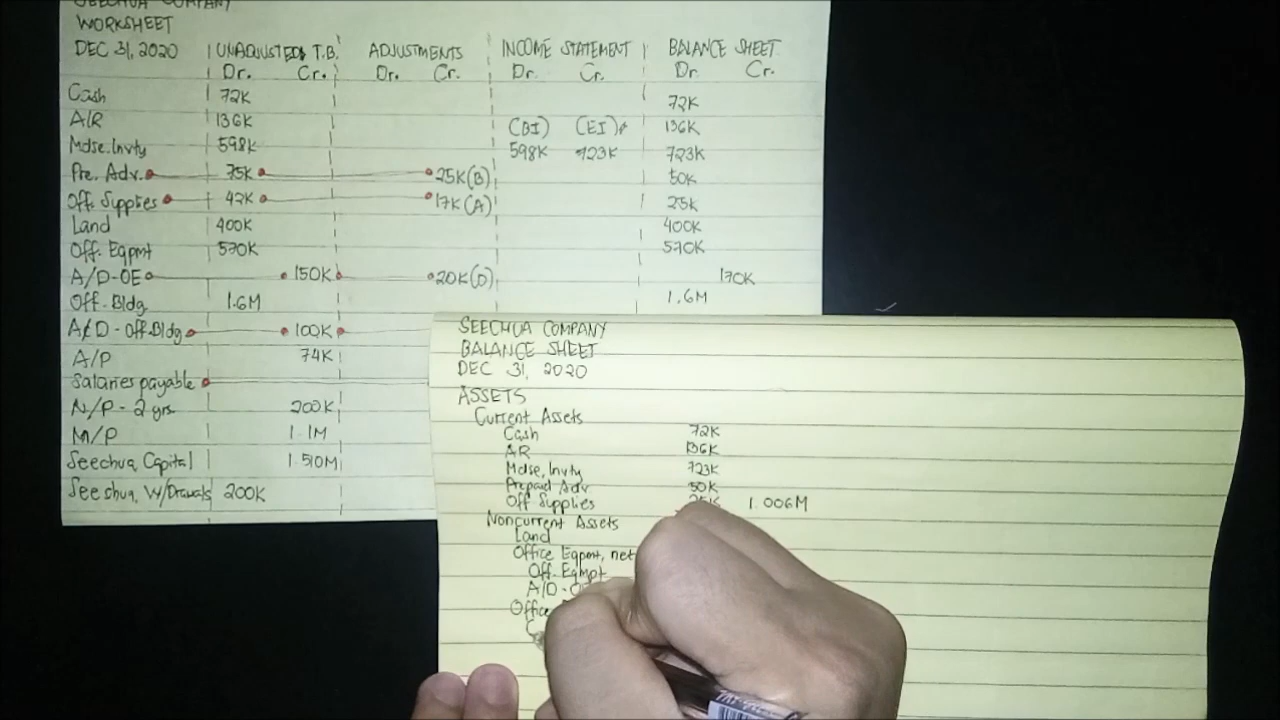 SEECHUA COMPANY
WORKSHEET
DEC 31, 2020 UNADJUSTED T.B. ADJUSTMENTS INCOME STATEMENT BALANCE SHEET
Dr. Cr. Dr. Cr. Dr. Cr. Dr. Cr.
Cash 72K 72K
A/R 136K (BI) (EI) 136K
Mdse. Invty 598K 598K 723K 723K
Pre. Adv. 75K 25K(B) 50K
Off. Supplies 42K 17K(A) 25K
Land 400K 400K
Off. Eqpmt 570K 570K
A/D-OE 150K 20K(D) 170K
Off. Bldg 1.6M 1.6M
A/D - Off. Bldg 100K
A/P 74K
Salaries payable
N/P - 2 yrs. 200K
M/P 1.1M
Seechua, Capital 1.510M
Seechua, W/Drawals 200K
SEECHUA COMPANY
BALANCE SHEET
DEC 31, 2020
ASSETS
Current Assets
Cash 72K
AR 136K
Mdse, Invty 723K
Prepaid Adv 50K
Off Supplies 25K 1.006M
Noncurrent Assets
Land
Office Eqpmt, net
Off. Eqmpt
A/D -
Office